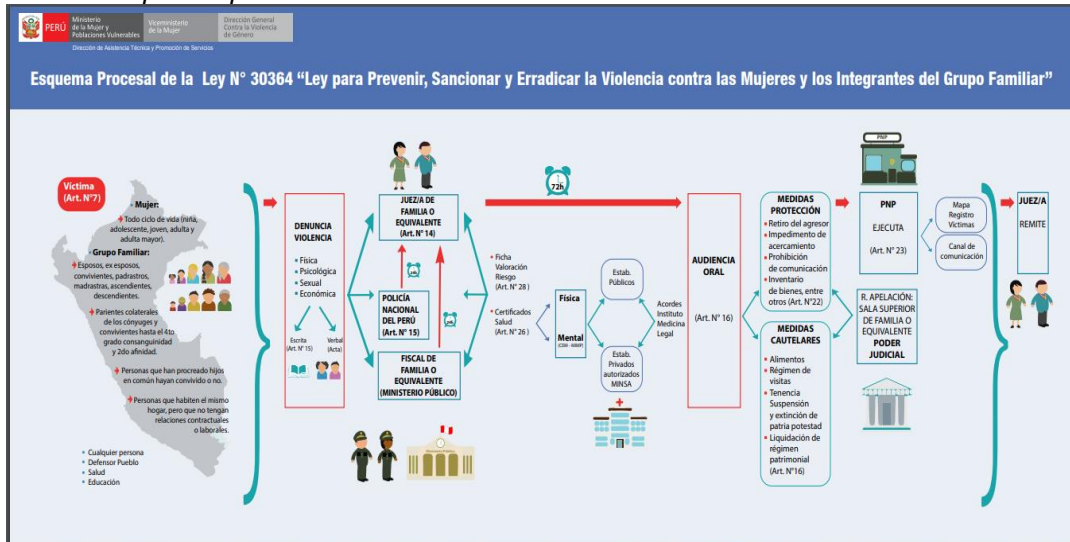 PERÚ
Ministerio
de la Mujer y
Poblaciones Vulnerables
Viceministerio
de la Mujer
Dirección General
Contra la Violencia
de Género
Dirección de Asistencia Técnica y Promoción de Servicios
Esquema Procesal de la Ley N° 30364 “Ley para Prevenir, Sancionar y Erradicar la Violencia contra las Mujeres y los Integrantes del Grupo Familiar”
Víctima
(Art. N°7)
Mujer:
Todo ciclo de vida (niña,
adolescente, joven, adulta y
adulta mayor).
Grupo Familiar:
Esposos, ex esposos,
convivientes, padrastros,
madrastras, ascendientes,
descendientes.
Parientes colaterales
de los cónyuges y
convivientes hasta el 4to
grado consanguinidad
y 2do afinidad.
Personas que han procreado hijos
en común hayan convivido o no.
Personas que habiten el mismo
hogar, pero que no tengan
relaciones contractuales
o laborales.
• Cualquier persona
• Defensor Pueblo
• Salud
• Educación
DENUNCIA
VIOLENCIA
• Física
• Psicológica
• Sexual
• Económica
Escrita
(Art. N° 15)
Verbal
(Acta)
JUEZ/A DE
FAMILIA O
EQUIVALENTE
(Art. N° 14)
POLICÍA
NACIONAL
DEL PERÚ
(Art. N° 15)
FISCAL DE
FAMILIA O
EQUIVALENTE
(MINISTERIO PÚBLICO)
• Ficha
Valoración
Riesgo
(Art. N° 28)
• Certificados
Salud
(Art. N° 26)
72h
Física
Mental
Estab.
Públicos
Estab.
Privados
autorizados
MINSA
Acordes
Instituto
Medicina
Legal
AUDIENCIA
ORAL
(Art. N° 16)
MEDIDAS
PROTECCIÓN
• Retiro del agresor
• Impedimento de
acercamiento
• Prohibición
de comunicación
• Inventario
de bienes, entre
otros (Art. N°22)
MEDIDAS
CAUTELARES
• Alimentos
• Régimen de
visitas
• Tenencia
Suspensión
y extinción de
patria potestad
• Liquidación de
régimen
patrimonial
(Art. N°16)
PNP
PNP
EJECUTA
(Art. N° 23)
Mapa
Registro
Víctimas
Canal de
comunicación
R. APELACIÓN:
SALA SUPERIOR
DE FAMILIA O
EQUIVALENTE
PODER
JUDICIAL
JUEZ/A
REMITE